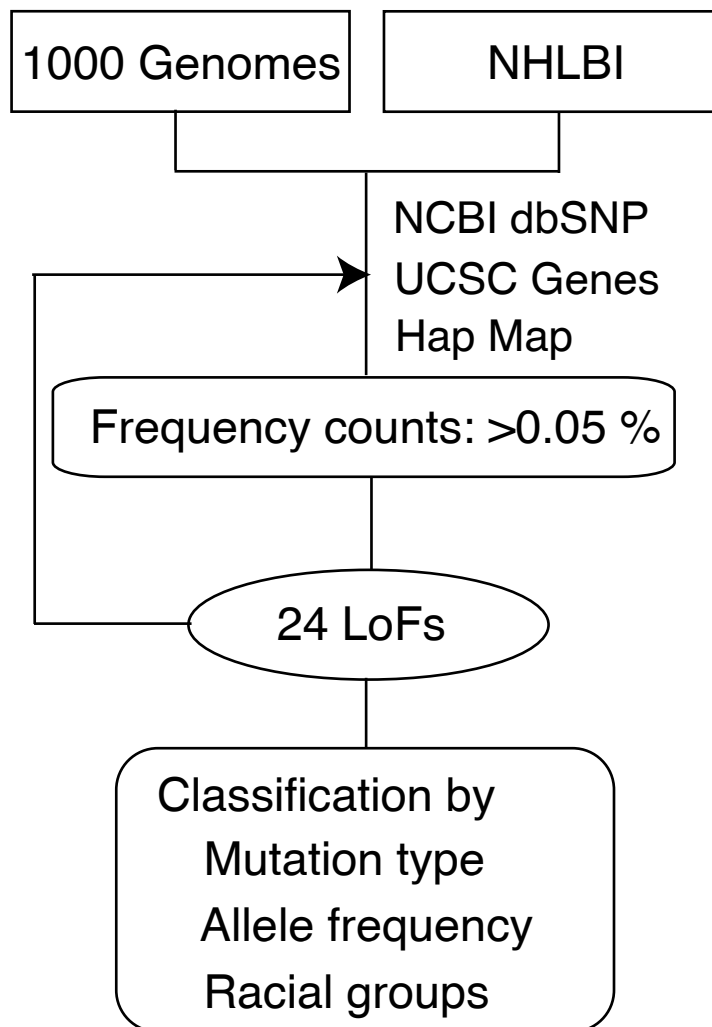 1000 Genomes
NHLBI
NCBI dbSNP
UCSC Genes
Hap Map
Frequency counts: >0.05 %
24 LoFs
Classification by
Mutation type
Allele frequency
Racial groups